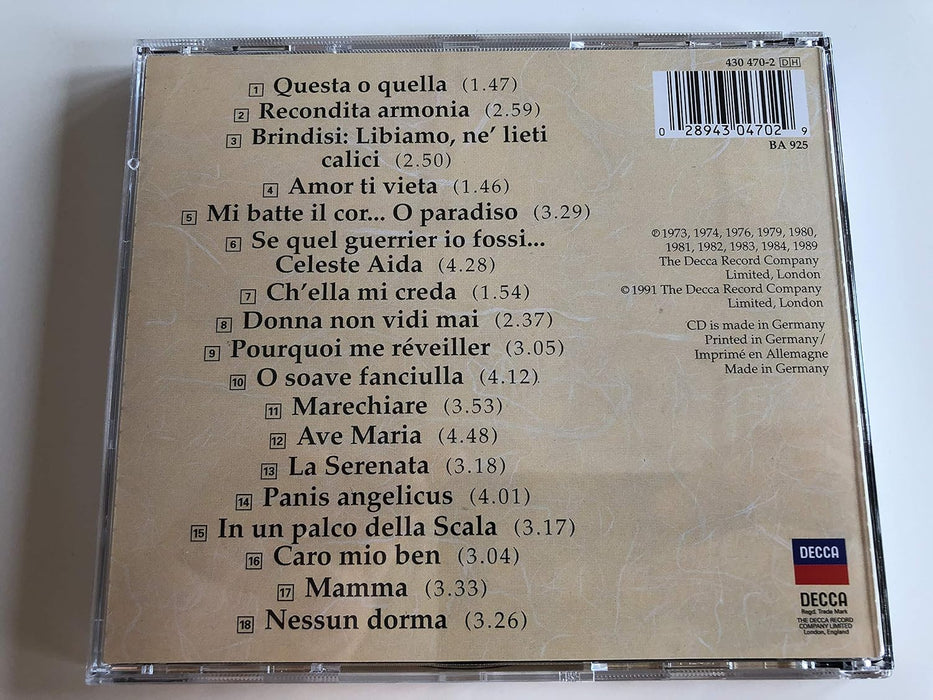 430 470-2 DH
0 28943 04702 9
BA 925
1 Questa o quella (1.47)
2 Recondita armonia (2.59)
3 Brindisi: Libiamo, ne' lieti
calici (2.50)
4 Amor ti vieta (1.46)
5 Mi batte il cor... O paradiso (3.29)
6 Se quel guerrier io fossi...
Celeste Aida (4.28)
7 Ch'ella mi creda (1.54)
8 Donna non vidi mai (2.37)
9 Pourquoi me réveiller (3.05)
10 O soave fanciulla (4.12)
11 Marechiare (3.53)
12 Ave Maria (4.48)
13 La Serenata (3.18)
14 Panis angelicus (4.01)
15 In un palco della Scala (3.17)
16 Caro mio ben (3.04)
17 Mamma (3.33)
18 Nessun dorma (3.26)
℗ 1973, 1974, 1976, 1979, 1980,
1981, 1982, 1983, 1984, 1989
The Decca Record Company
Limited, London
© 1991 The Decca Record Company
Limited, London
CD is made in Germany
Printed in Germany/
Imprimé en Allemagne
Made in Germany
DECCA
DECCA
Regd. Trade Mark
THE DECCA RECORD
COMPANY LIMITED
London, England